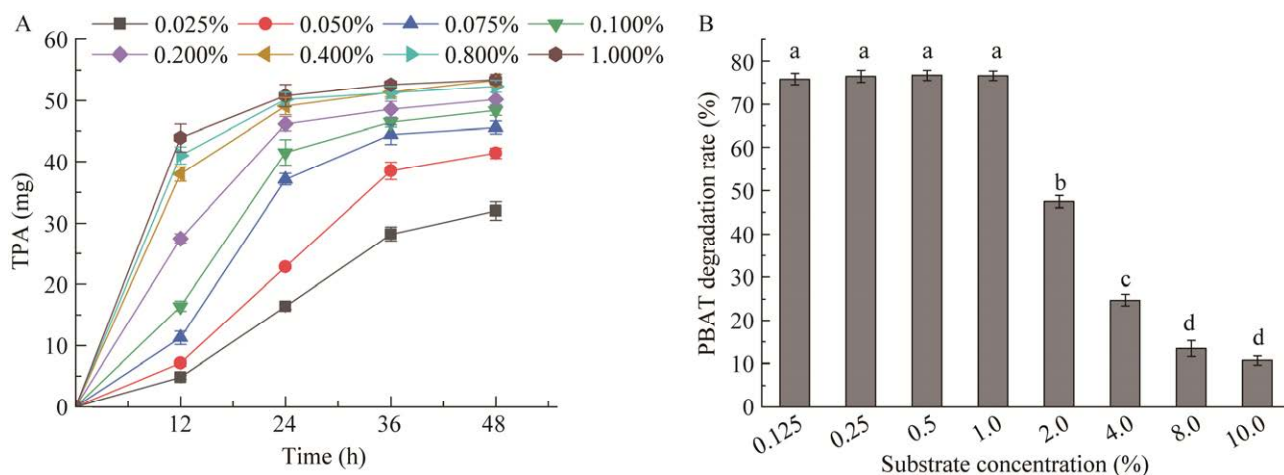 A
0.025% 0.050% 0.075% 0.100%
0.200% 0.400% 0.800% 1.000%
60
50
40
30
20
10
0
TPA (mg)
12 24 36 48
Time (h)
B
a a a a
b
c
d d
80
70
60
50
40
30
20
10
0
PBAT degradation rate (%)
0.125 0.25 0.5 1.0 2.0 4.0 8.0 10.0
Substrate concentration (%)